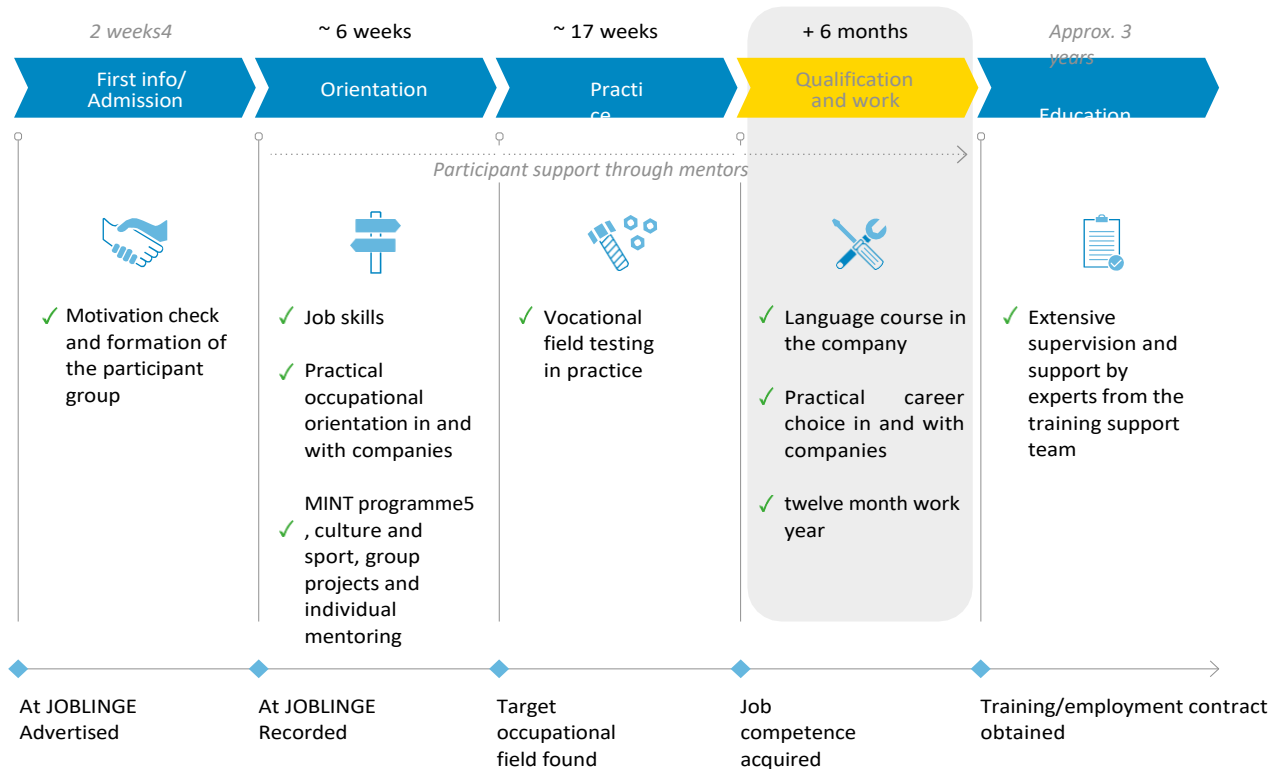 2 weeks4
~ 6 weeks
~ 17 weeks
+ 6 months
Approx. 3
years
First info/
Admission
Orientation
Practi
ce
Qualification
and work
Education
Participant support through mentors
✓ Motivation check
and formation of
the participant
group
✓ Job skills
✓ Practical
occupational
orientation in and
with companies
MINT programme5
✓ , culture and
sport, group
projects and
individual
mentoring
✓ Vocational
field testing
in practice
✓ Language course in
the company
✓ Practical career
choice in and with
companies
✓ twelve month work
year
✓ Extensive
supervision and
support by
experts from the
training support
team
At JOBLINGE
Advertised
At JOBLINGE
Recorded
Target
occupational
field found
Job
competence
acquired
Training/employment contract
obtained